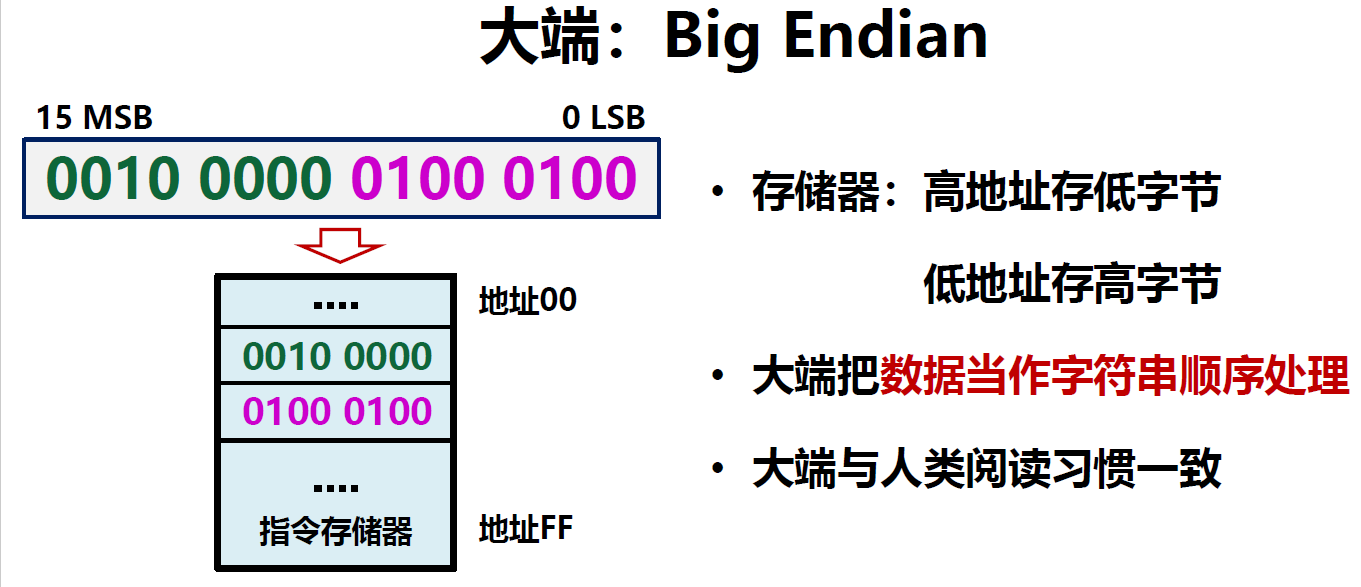 大端：Big Endian
15 MSB 0 LSB
0010 0000 0100 0100
....
地址00
0010 0000
0100 0100
....
指令存储器
地址FF
• 存储器：高地址存低字节
低地址存高字节
• 大端把数据当作字符串顺序处理
• 大端与人类阅读习惯一致